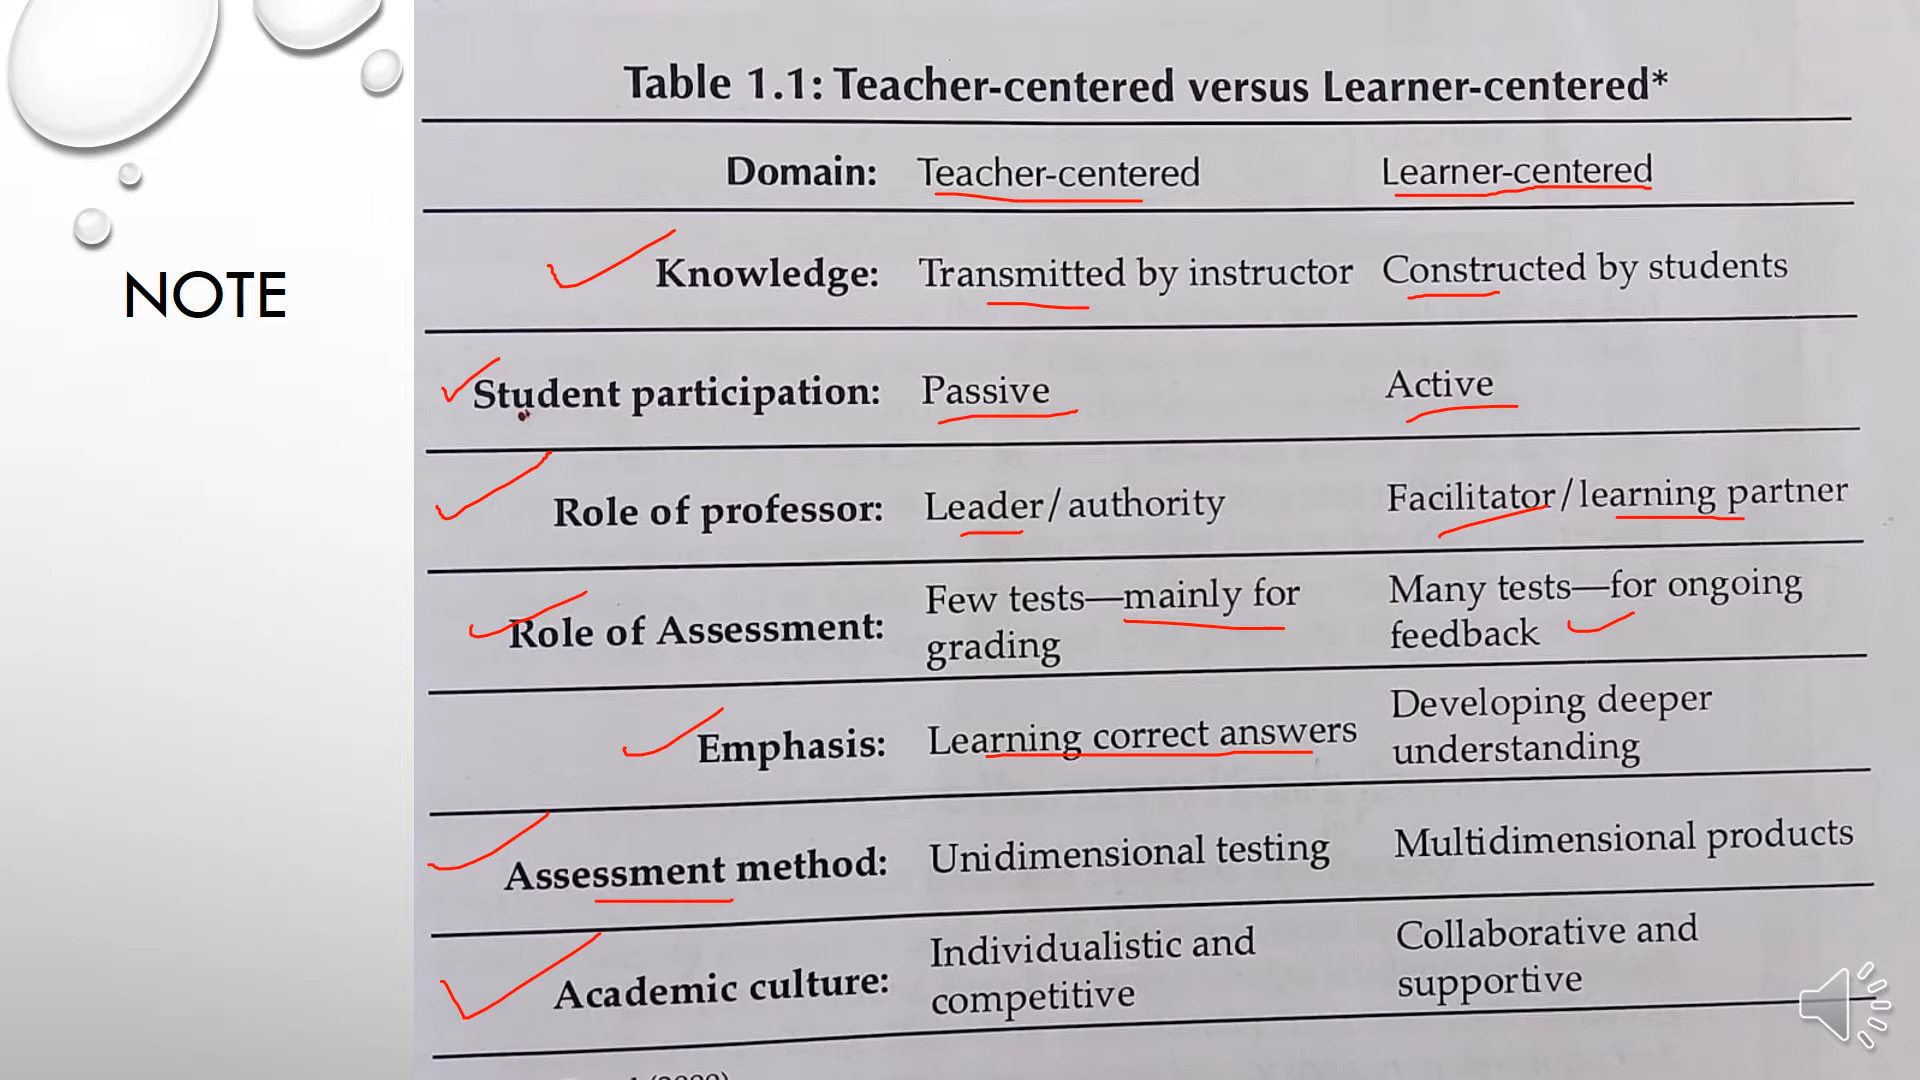 NOTE
Table 1.1: Teacher-centered versus Learner-centered*
Domain: Teacher-centered Learner-centered
Knowledge: Transmitted by instructor Constructed by students
Student participation: Passive Active
Role of professor: Leader/authority Facilitator/learning partner
Role of Assessment: Few tests—mainly for grading Many tests—for ongoing feedback
Emphasis: Learning correct answers Developing deeper understanding
Assessment method: Unidimensional testing Multidimensional products
Academic culture: Individualistic and competitive Collaborative and supportive